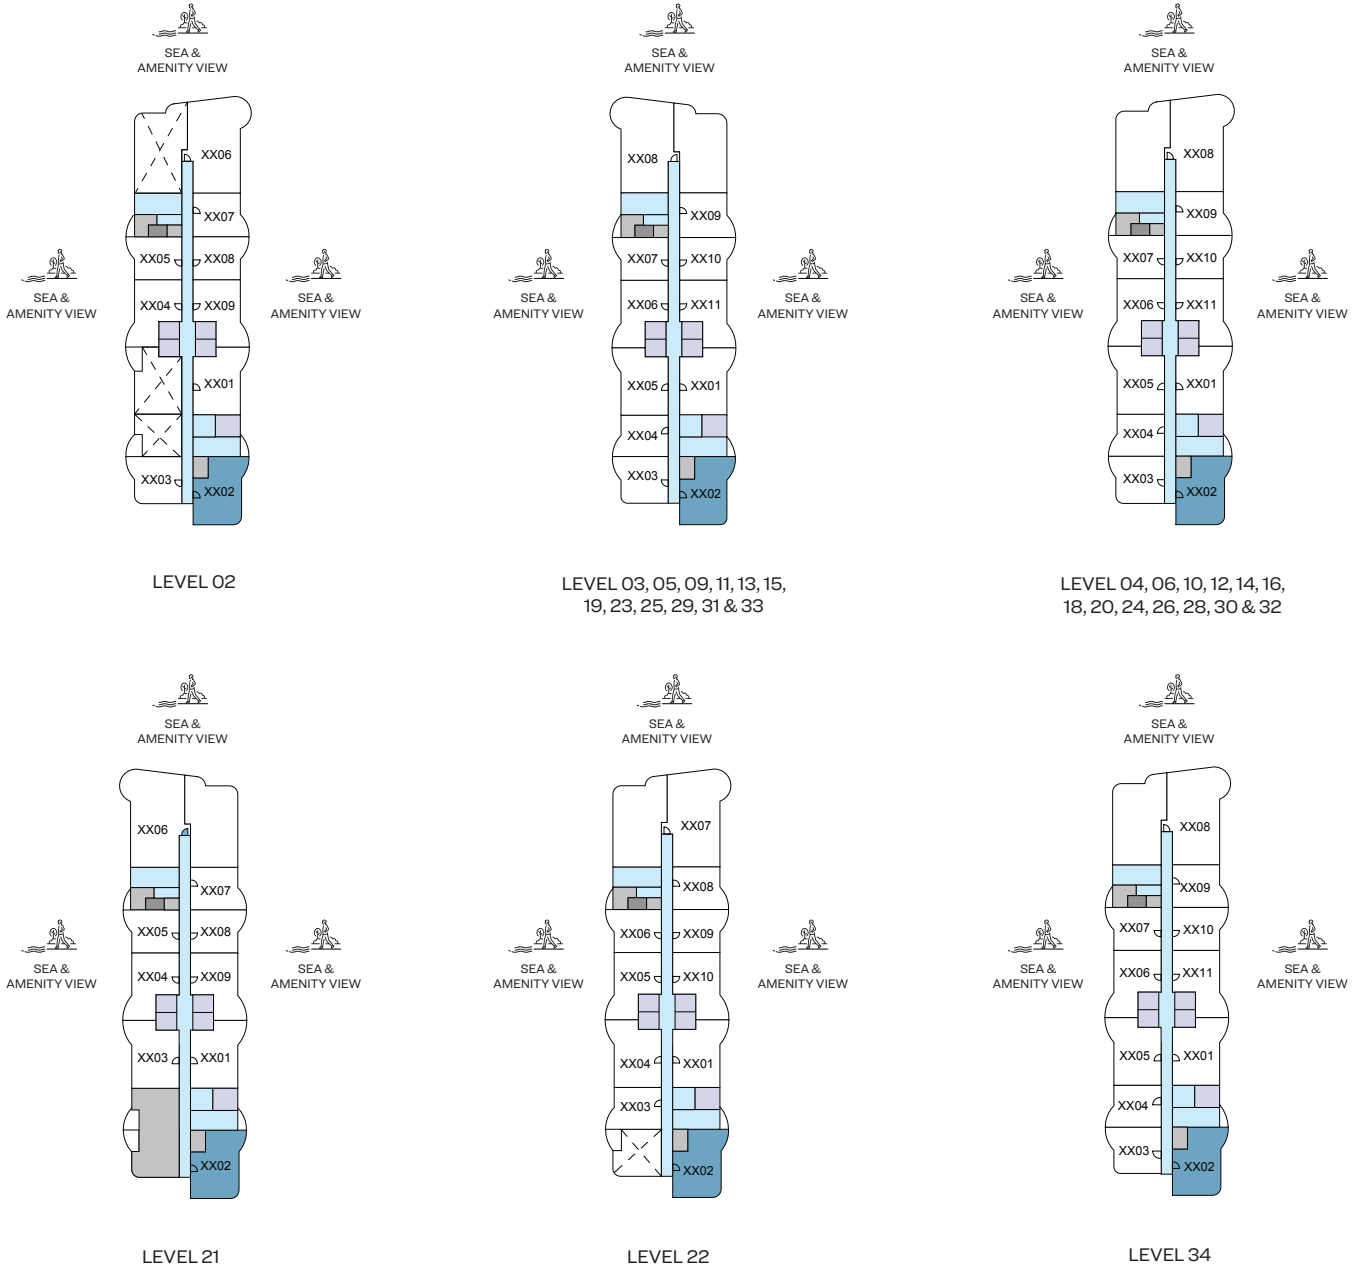 SEA &
AMENITY VIEW
XX06
XX07
XX05
XX08
XX04
XX09
XX01
XX03
XX02
SEA &
AMENITY VIEW
SEA &
AMENITY VIEW
LEVEL 02
SEA &
AMENITY VIEW
XX08
XX09
XX07
XX10
XX06
XX11
XX05
XX01
XX04
XX03
XX02
SEA &
AMENITY VIEW
SEA &
AMENITY VIEW
LEVEL 03, 05, 09, 11, 13, 15,
19, 23, 25, 29, 31 & 33
SEA &
AMENITY VIEW
XX08
XX09
XX07
XX10
XX06
XX11
XX05
XX01
XX04
XX03
XX02
SEA &
AMENITY VIEW
SEA &
AMENITY VIEW
LEVEL 04, 06, 10, 12, 14, 16,
18, 20, 24, 26, 28, 30 & 32
SEA &
AMENITY VIEW
XX06
XX07
XX05
XX08
XX04
XX09
XX03
XX01
XX02
SEA &
AMENITY VIEW
SEA &
AMENITY VIEW
LEVEL 21
SEA &
AMENITY VIEW
XX07
XX08
XX06
XX09
XX05
XX10
XX04
XX01
XX03
XX02
SEA &
AMENITY VIEW
SEA &
AMENITY VIEW
LEVEL 22
SEA &
AMENITY VIEW
XX08
XX09
XX07
XX10
XX06
XX11
XX05
XX01
XX04
XX03
XX02
SEA &
AMENITY VIEW
SEA &
AMENITY VIEW
LEVEL 34